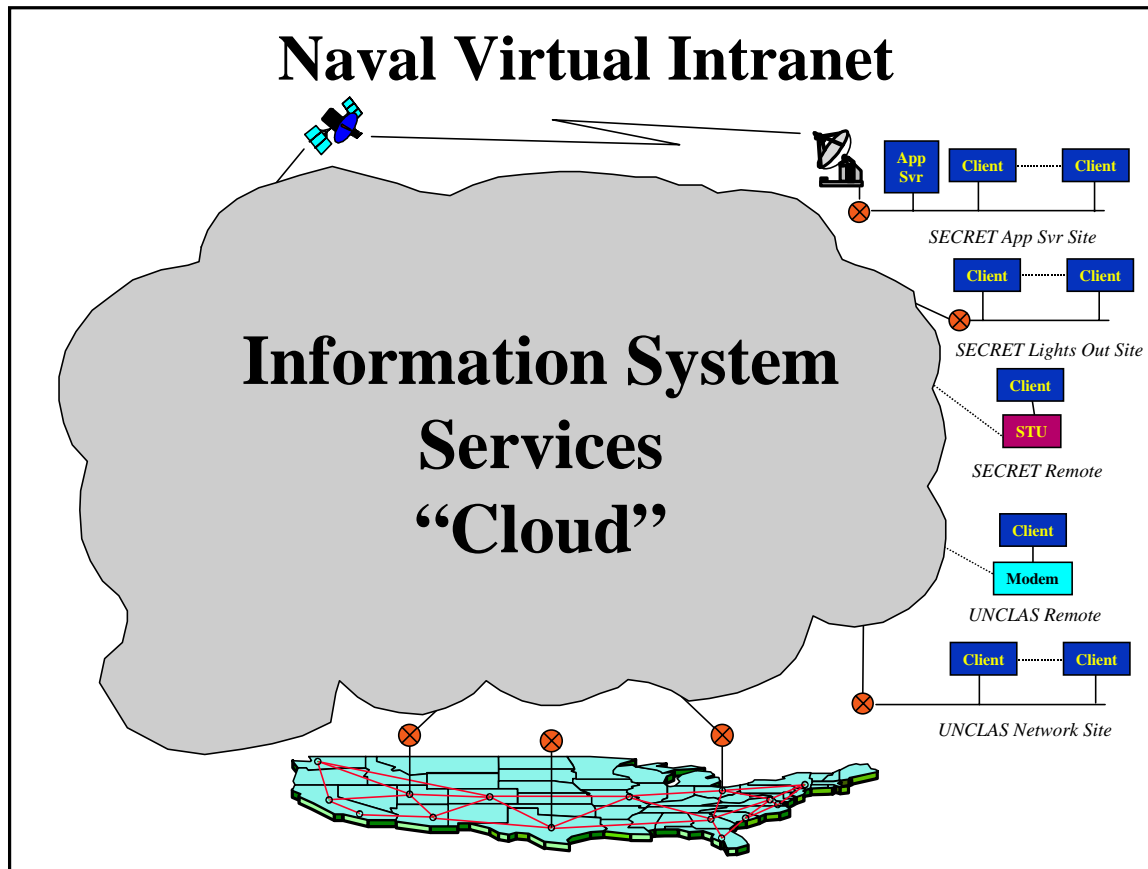 Naval Virtual Intranet
App
Svr
Client
Client
SECRET App Svr Site
Client
Client
SECRET Lights Out Site
Information System
Services
“Cloud”
Client
STU
SECRET Remote
Client
Modem
UNCLAS Remote
Client
Client
UNCLAS Network Site